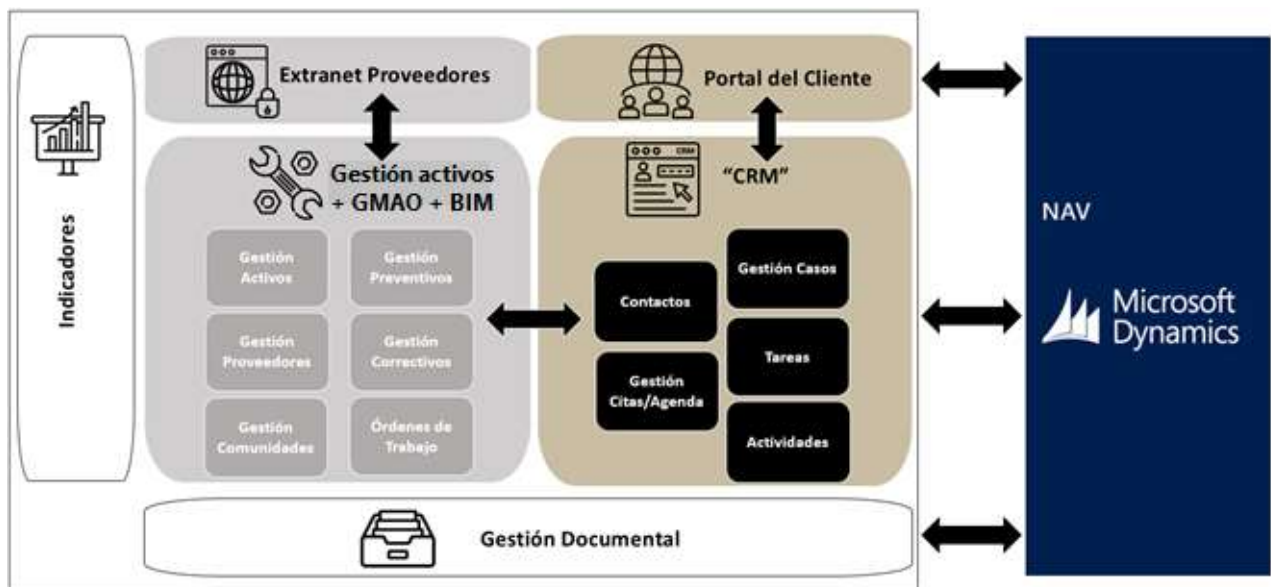 Indicadores
Extranet Proveedores
Portal del Cliente
Gestión activos
+ GMAO + BIM
Gestión
Activos
Gestión
Preventivos
Gestión
Proveedores
Gestión
Correctivos
Gestión
Comunidades
Órdenes de
Trabajo
CRM
“CRM”
Contactos
Gestión Casos
Gestión
Citas/Agenda
Tareas
Actividades
Gestión Documental
NAV
Microsoft
Dynamics